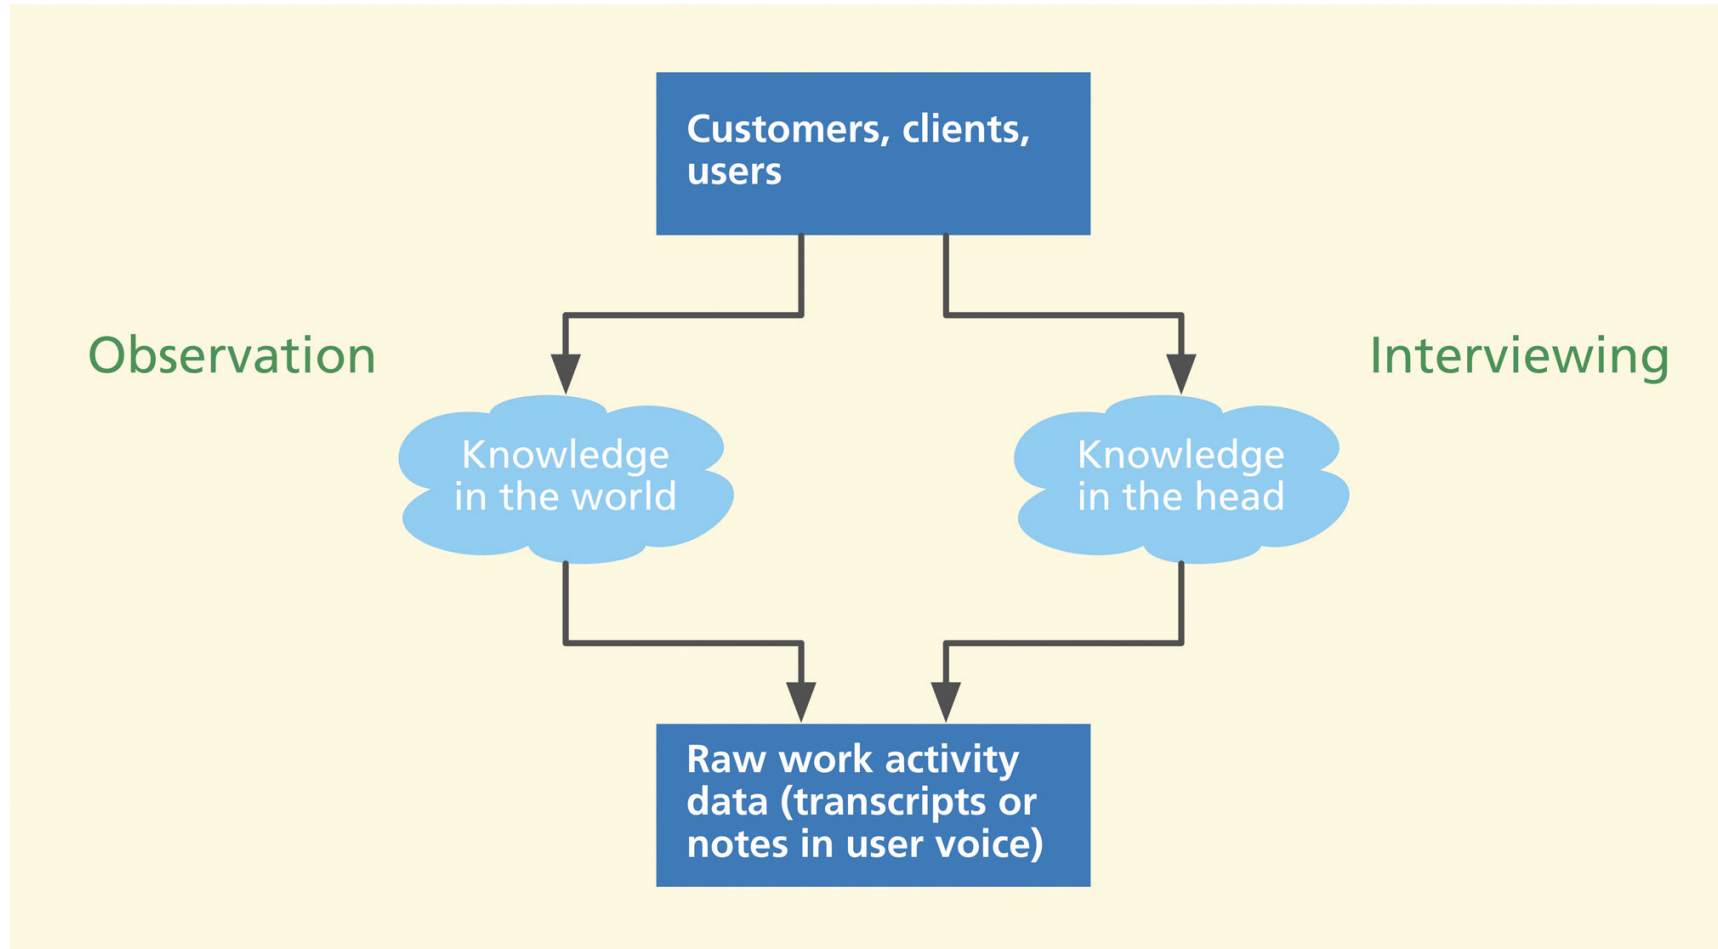 Customers, clients,
users
Observation
Interviewing
Knowledge
in the world
Knowledge
in the head
Raw work activity
data (transcripts or
notes in user voice)